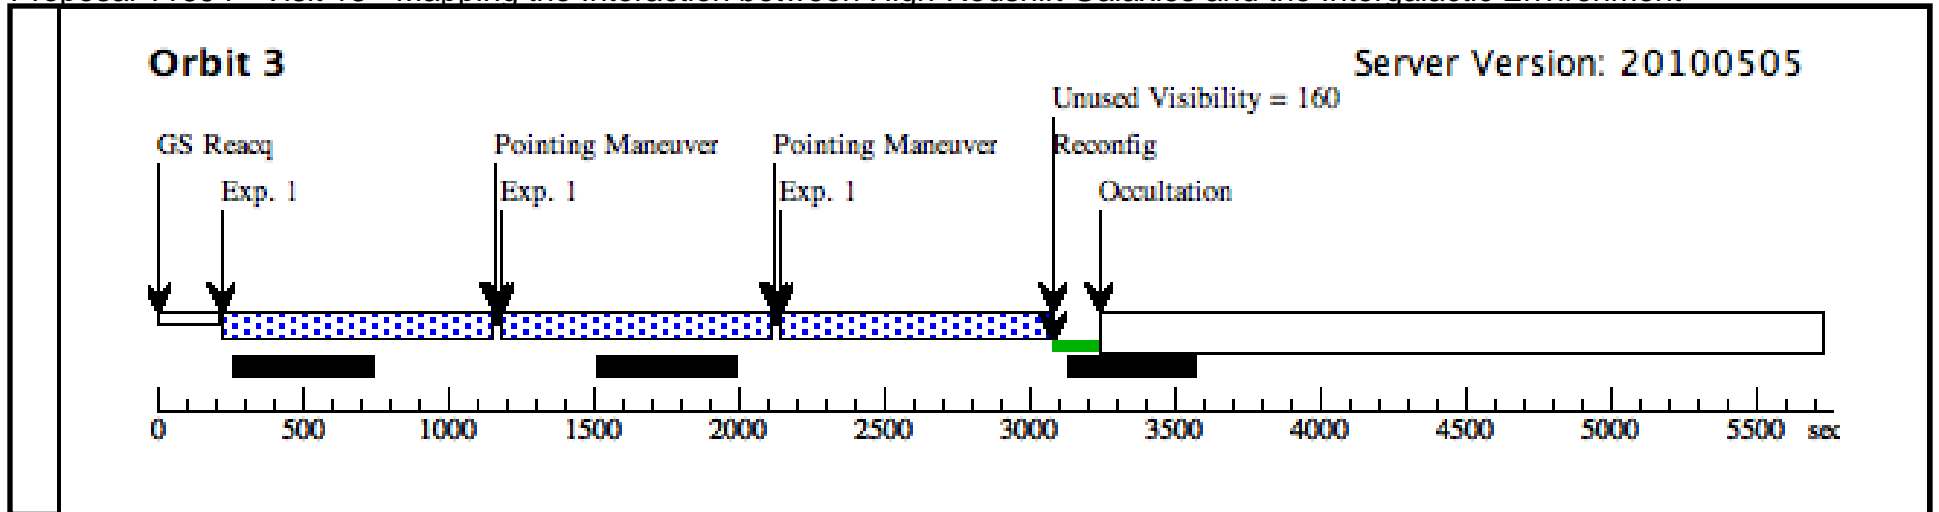 Orbit 3
Server Version: 20100505
Unused Visibility = 160
GS Reacq
Pointing Maneuver
Pointing Maneuver
Reconfig
Exp. 1
Exp. 1
Exp. 1
Occultation
0 500 1000 1500 2000 2500 3000 3500 4000 4500 5000 5500 sec